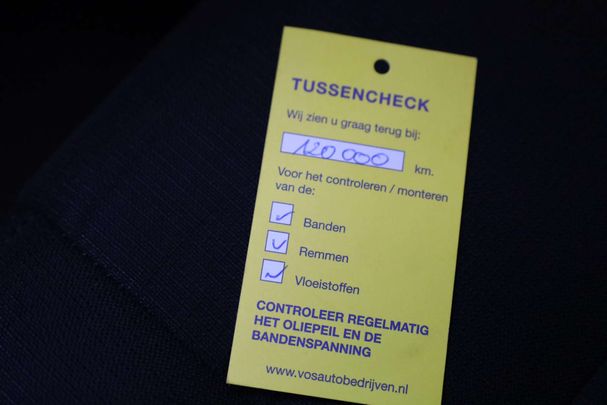 TUSSENCHECK
Wij zien u graag terug bij:
120 000 km.
Voor het controleren / monteren
van de:
Banden
Remmen
Vloeistoffen
CONTROLEER REGELMATIG
HET OLIEPEIL EN DE
BANDENSPANNING
www.vosautobedrijven.nl